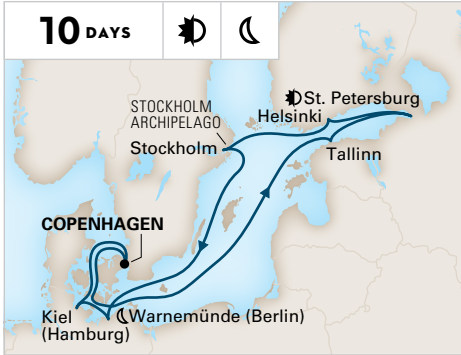 10 DAYS
STOCKHOLM
ARCHIPELAGO
St. Petersburg
Helsinki
Stockholm
Tallinn
COPENHAGEN
Kiel
(Hamburg)
Warnemünde (Berlin)